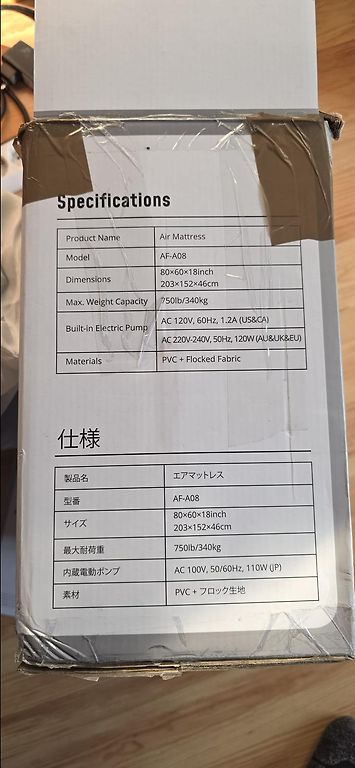 Specifications
Product Name Air Mattress
Model AF-A08
Dimensions 80×60×18inch
203×152×46cm
Max. Weight Capacity 750lb/340kg
Built-in Electric Pump AC 120V, 60Hz, 1.2A (US&CA)
AC 220V-240V, 50Hz, 120W (AU&UK&EU)
Materials PVC + Flocked Fabric
仕様
製品名 エアマットレス
型番 AF-A08
サイズ 80×60×18inch
203×152×46cm
最大耐荷重 750lb/340kg
内蔵電動ポンプ AC 100V, 50/60Hz, 110W (JP)
素材 PVC + フロック生地